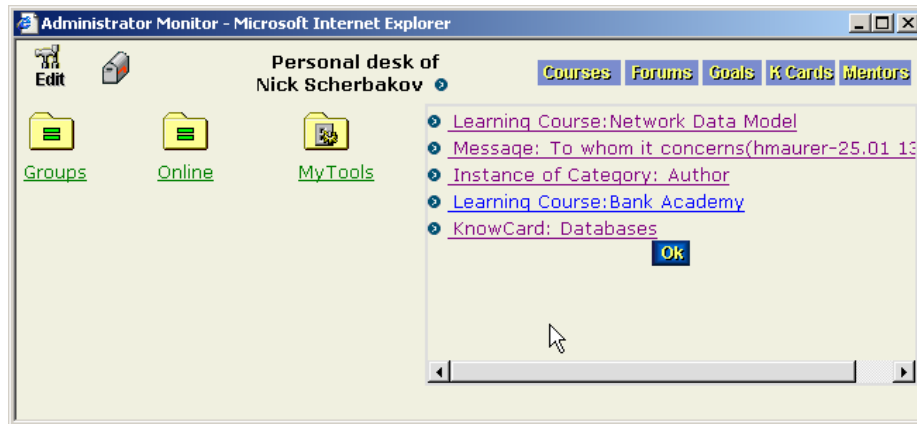 Administrator Monitor - Microsoft Internet Explorer
Edit
Personal desk of
Nick Scherbakov
Courses Forums Goals K Cards Mentors
Groups Online MyTools
Learning Course:Network Data Model
Message: To whom it concerns(hmaurer-25.01 13
Instance of Category: Author
Learning Course:Bank Academy
KnowCard: Databases
Ok